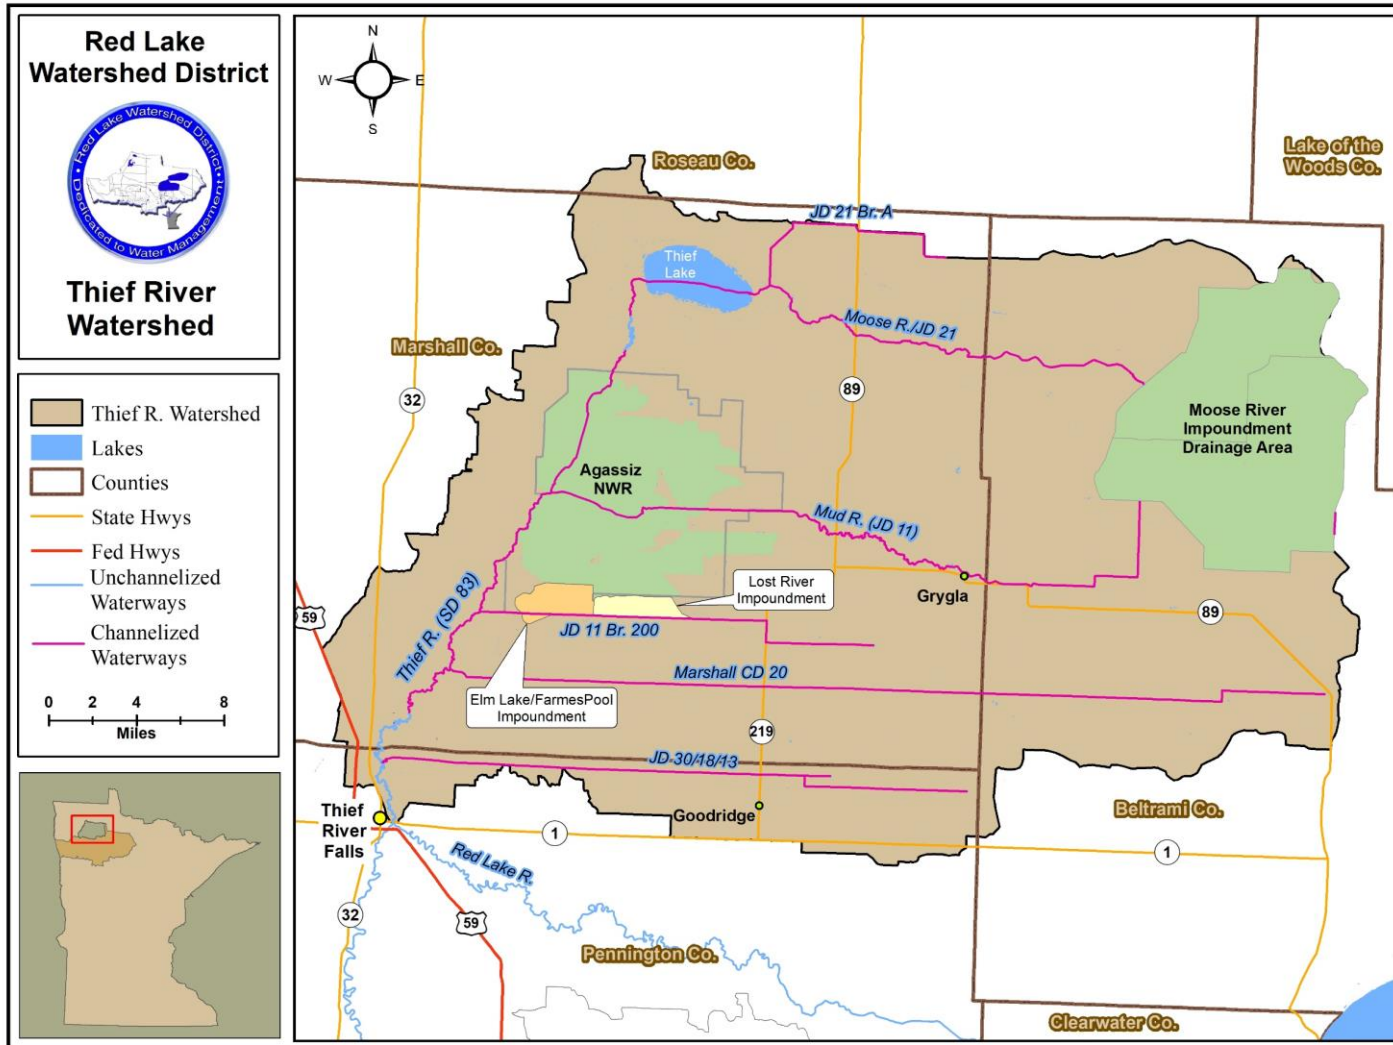 Red Lake
Watershed District
Red Lake Watershed District
Dedicated to Water Management
Thief River
Watershed
Thief R. Watershed
Lakes
Counties
State Hwys
Fed Hwys
Unchannelized
Waterways
Channelized
Waterways
0 2 4 8
Miles
N
W E
S
Roseau Co.
Lake of the
Woods Co.
JD 21 Br. A
Thief
Lake
Moose R./JD 21
Marshall Co.
32
89
Moose River
Impoundment
Drainage Area
Agassiz
NWR
Mud R. (JD 11)
Lost River
Impoundment
Grygla
59
89
Thief R. (SD 83)
JD 11 Br. 200
Marshall CD 20
Elm Lake/FarmesPool
Impoundment
219
JD 30/18/13
Thief
River
Falls
Goodridge
Beltrami Co.
1
1
Red Lake R.
32
59
Pennington Co.
Clearwater Co.